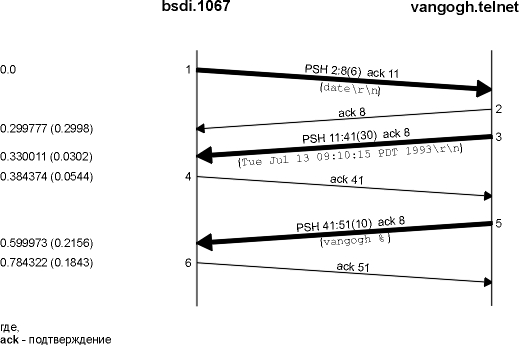 bsdi.1067 vangogh.telnet
0.0 1 PSH 2:8(6) ack 11
(date\r\n)
ack 8 2
0.299777 (0.2998)
PSH 11:41(30) ack 8 3
0.330011 (0.0302) (Tue Jul 13 09:10:15 PDT 1993\r\n)
0.384374 (0.0544) 4 ack 41
PSH 41:51(10) ack 8 5
0.599973 (0.2156) (vangogh % )
0.784322 (0.1843) 6 ack 51
где,
ack - подтверждение